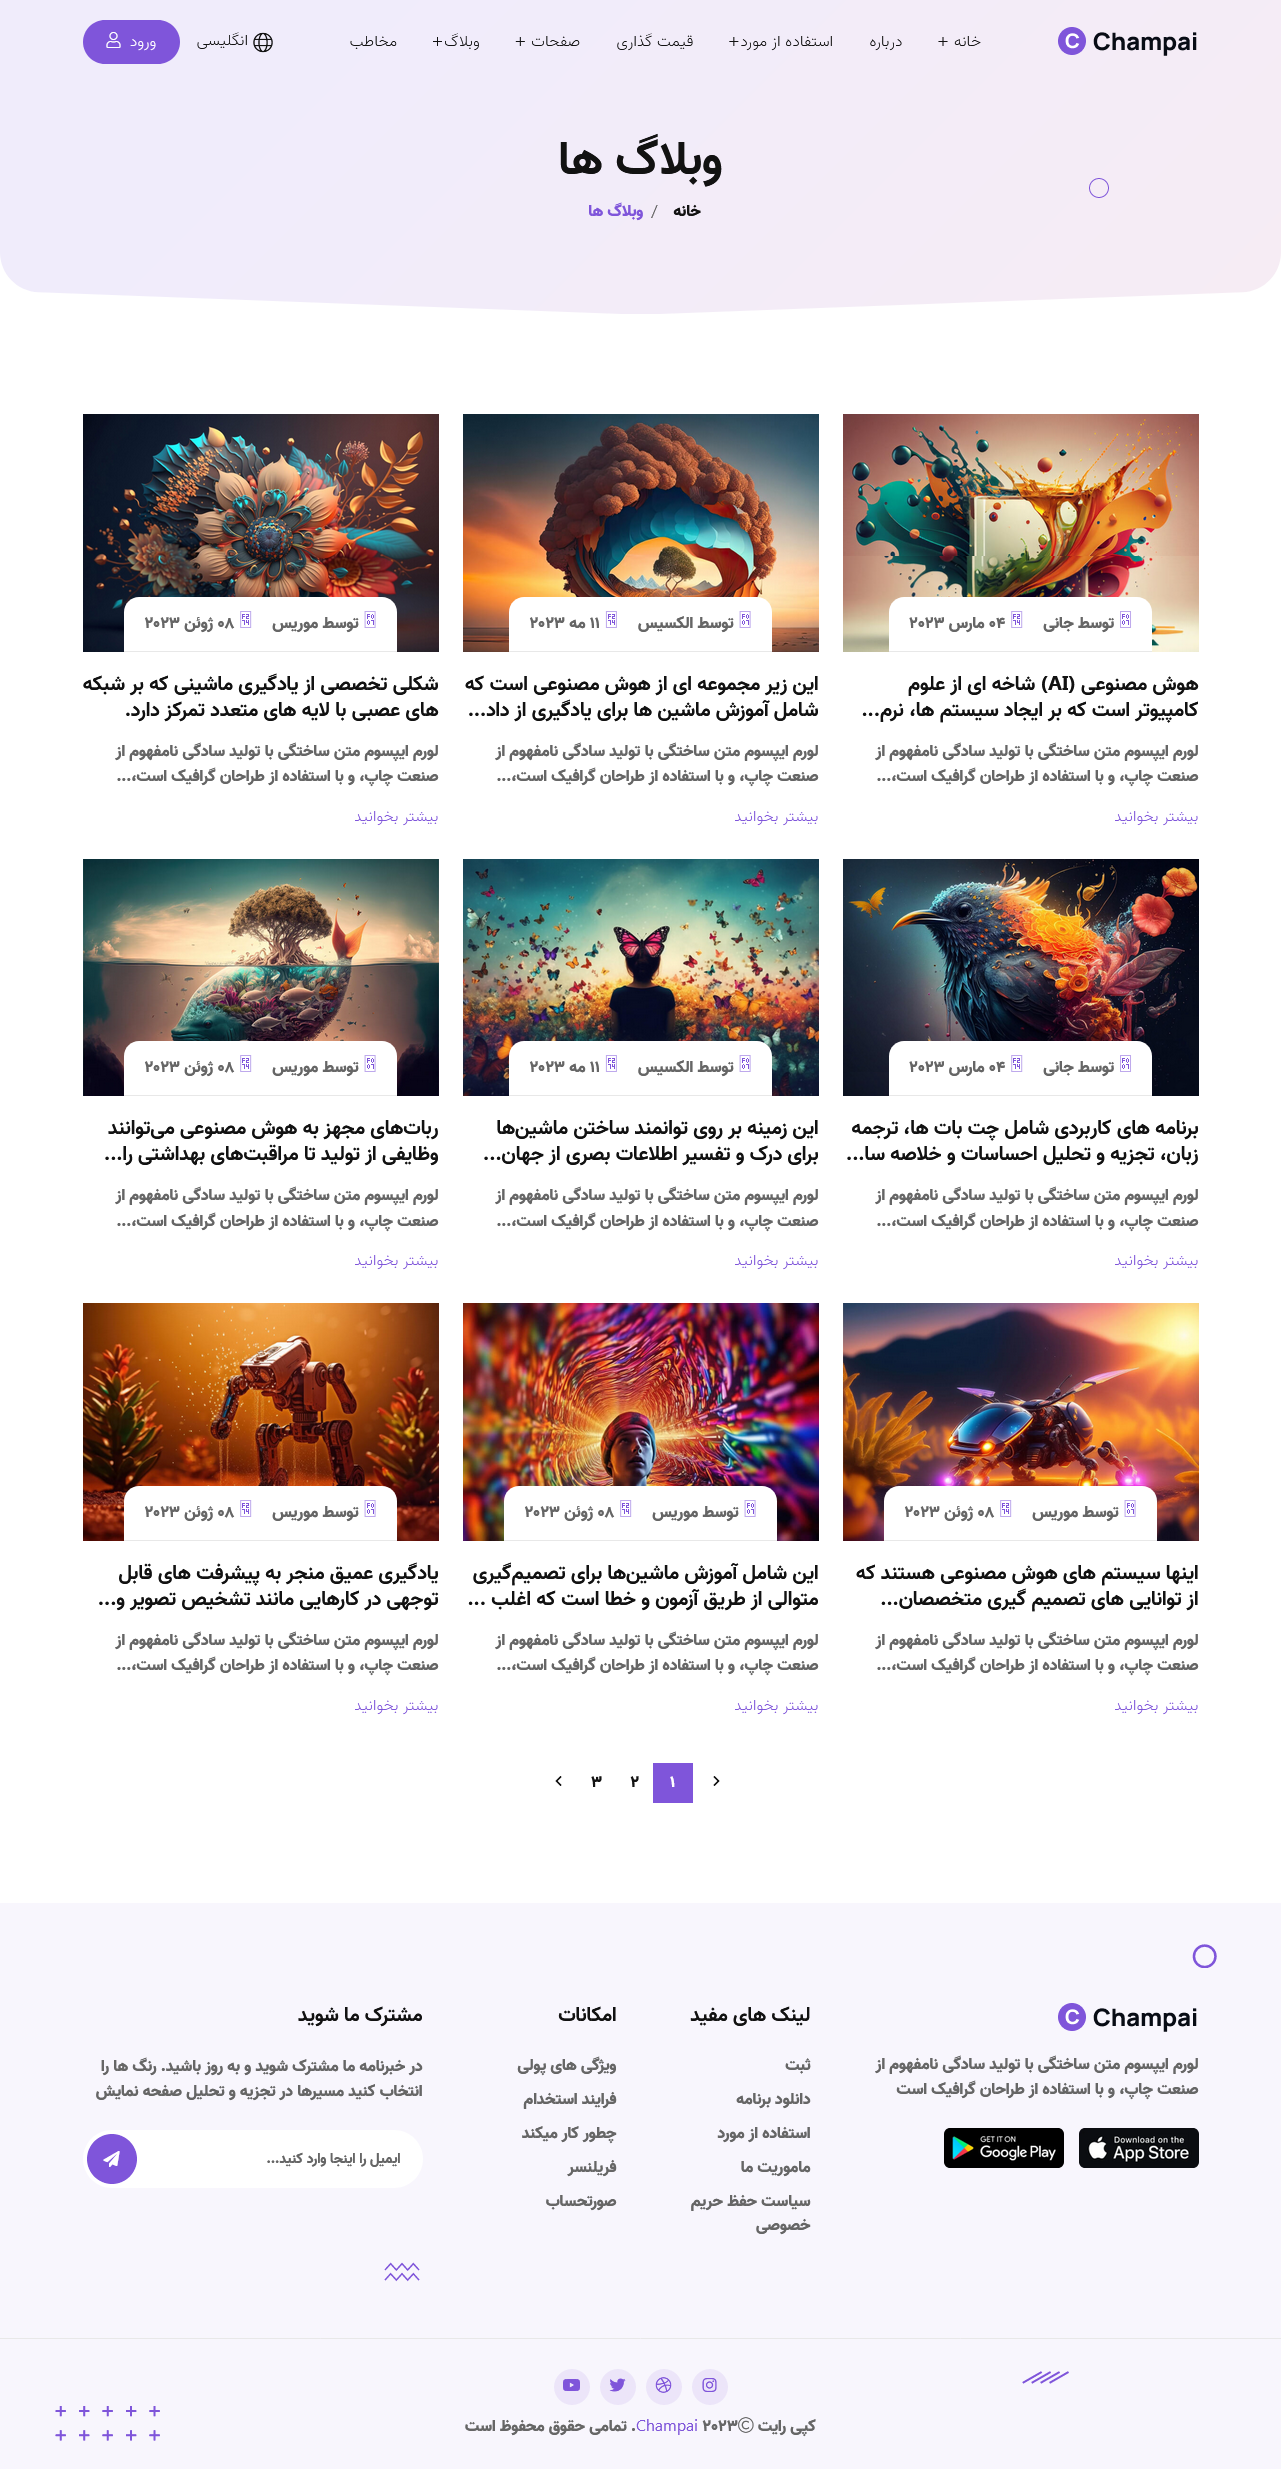 Champai
خانه +
درباره
استفاده از مورد+
قیمت گذاری
صفحات +
وبلاگ+
مخاطب
انگلیسی
ورود
وبلاگ ها
خانه / وبلاگ ها
توسط جانی ۰۴ مارس ۲۰۲۳
هوش مصنوعی (AI) شاخه ای از علوم
کامپیوتر است که بر ایجاد سیستم ها، نرم...
لورم ایپسوم متن ساختگی با تولید سادگی نامفهوم از
صنعت چاپ، و با استفاده از طراحان گرافیک است،...
بیشتر بخوانید
توسط الکسیس ۱۱ مه ۲۰۲۳
این زیر مجموعه ای از هوش مصنوعی است که
شامل آموزش ماشین ها برای یادگیری از داد...
لورم ایپسوم متن ساختگی با تولید سادگی نامفهوم از
صنعت چاپ، و با استفاده از طراحان گرافیک است،...
بیشتر بخوانید
توسط موریس ۰۸ ژوئن ۲۰۲۳
شکلی تخصصی از یادگیری ماشینی که بر شبکه
های عصبی با لایه های متعدد تمرکز دارد.
لورم ایپسوم متن ساختگی با تولید سادگی نامفهوم از
صنعت چاپ، و با استفاده از طراحان گرافیک است،...
بیشتر بخوانید
توسط جانی ۰۴ مارس ۲۰۲۳
برنامه های کاربردی شامل چت بات ها، ترجمه
زبان، تجزیه و تحلیل احساسات و خلاصه سا...
لورم ایپسوم متن ساختگی با تولید سادگی نامفهوم از
صنعت چاپ، و با استفاده از طراحان گرافیک است،...
بیشتر بخوانید
توسط الکسیس ۱۱ مه ۲۰۲۳
این زمینه بر روی توانمند ساختن ماشین‌ها
برای درک و تفسیر اطلاعات بصری از جهان...
لورم ایپسوم متن ساختگی با تولید سادگی نامفهوم از
صنعت چاپ، و با استفاده از طراحان گرافیک است،...
بیشتر بخوانید
توسط موریس ۰۸ ژوئن ۲۰۲۳
ربات‌های مجهز به هوش مصنوعی می‌توانند
وظایفی از تولید تا مراقبت‌های بهداشتی را...
لورم ایپسوم متن ساختگی با تولید سادگی نامفهوم از
صنعت چاپ، و با استفاده از طراحان گرافیک است،...
بیشتر بخوانید
توسط موریس ۰۸ ژوئن ۲۰۲۳
اینها سیستم های هوش مصنوعی هستند که
از توانایی های تصمیم گیری متخصصان...
لورم ایپسوم متن ساختگی با تولید سادگی نامفهوم از
صنعت چاپ، و با استفاده از طراحان گرافیک است،...
بیشتر بخوانید
توسط موریس ۰۸ ژوئن ۲۰۲۳
این شامل آموزش ماشین‌ها برای تصمیم‌گیری
متوالی از طریق آزمون و خطا است که اغلب ...
لورم ایپسوم متن ساختگی با تولید سادگی نامفهوم از
صنعت چاپ، و با استفاده از طراحان گرافیک است،...
بیشتر بخوانید
توسط موریس ۰۸ ژوئن ۲۰۲۳
یادگیری عمیق منجر به پیشرفت های قابل
توجهی در کارهایی مانند تشخیص تصویر و...
لورم ایپسوم متن ساختگی با تولید سادگی نامفهوم از
صنعت چاپ، و با استفاده از طراحان گرافیک است،...
بیشتر بخوانید
۱ ۲ ۳
Champai
لورم ایپسوم متن ساختگی با تولید سادگی نامفهوم از
صنعت چاپ، و با استفاده از طراحان گرافیک است
Download on the
App Store
GET IT ON
Google Play
لینک های مفید
ثبت
دانلود برنامه
استفاده از مورد
ماموریت ما
سیاست حفظ حریم
خصوصی
امکانات
ویژگی های پولی
فرایند استخدام
چطور کار میکند
فریلنسر
صورتحساب
مشترک ما شوید
در خبرنامه ما مشترک شوید و به روز باشید. رنگ ها را
انتخاب کنید مسیرها در تجزیه و تحلیل صفحه نمایش
ایمیل را اینجا وارد کنید...
کپی رایت ©۲۰۲۳ Champai. تمامی حقوق محفوظ است